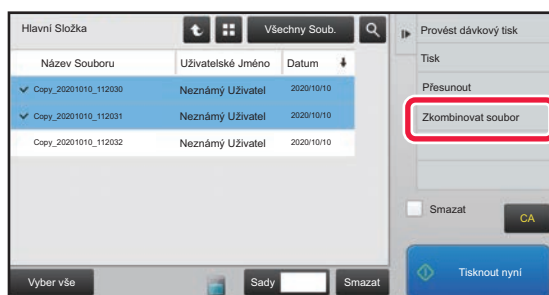 Hlavní Složka
Všechny Soub.
Název Souboru Uživatelské Jméno Datum
Copy_20201010_112030 Neznámý Uživatel 2020/10/10
Copy_20201010_112031 Neznámý Uživatel 2020/10/10
Copy_20201010_112032 Neznámý Uživatel 2020/10/10
Vyber vše
Sady
Smazat
Provést dávkový tisk
Tisk
Přesunout
Zkombinovat soubor
Smazat
CA
Tisknout nyní